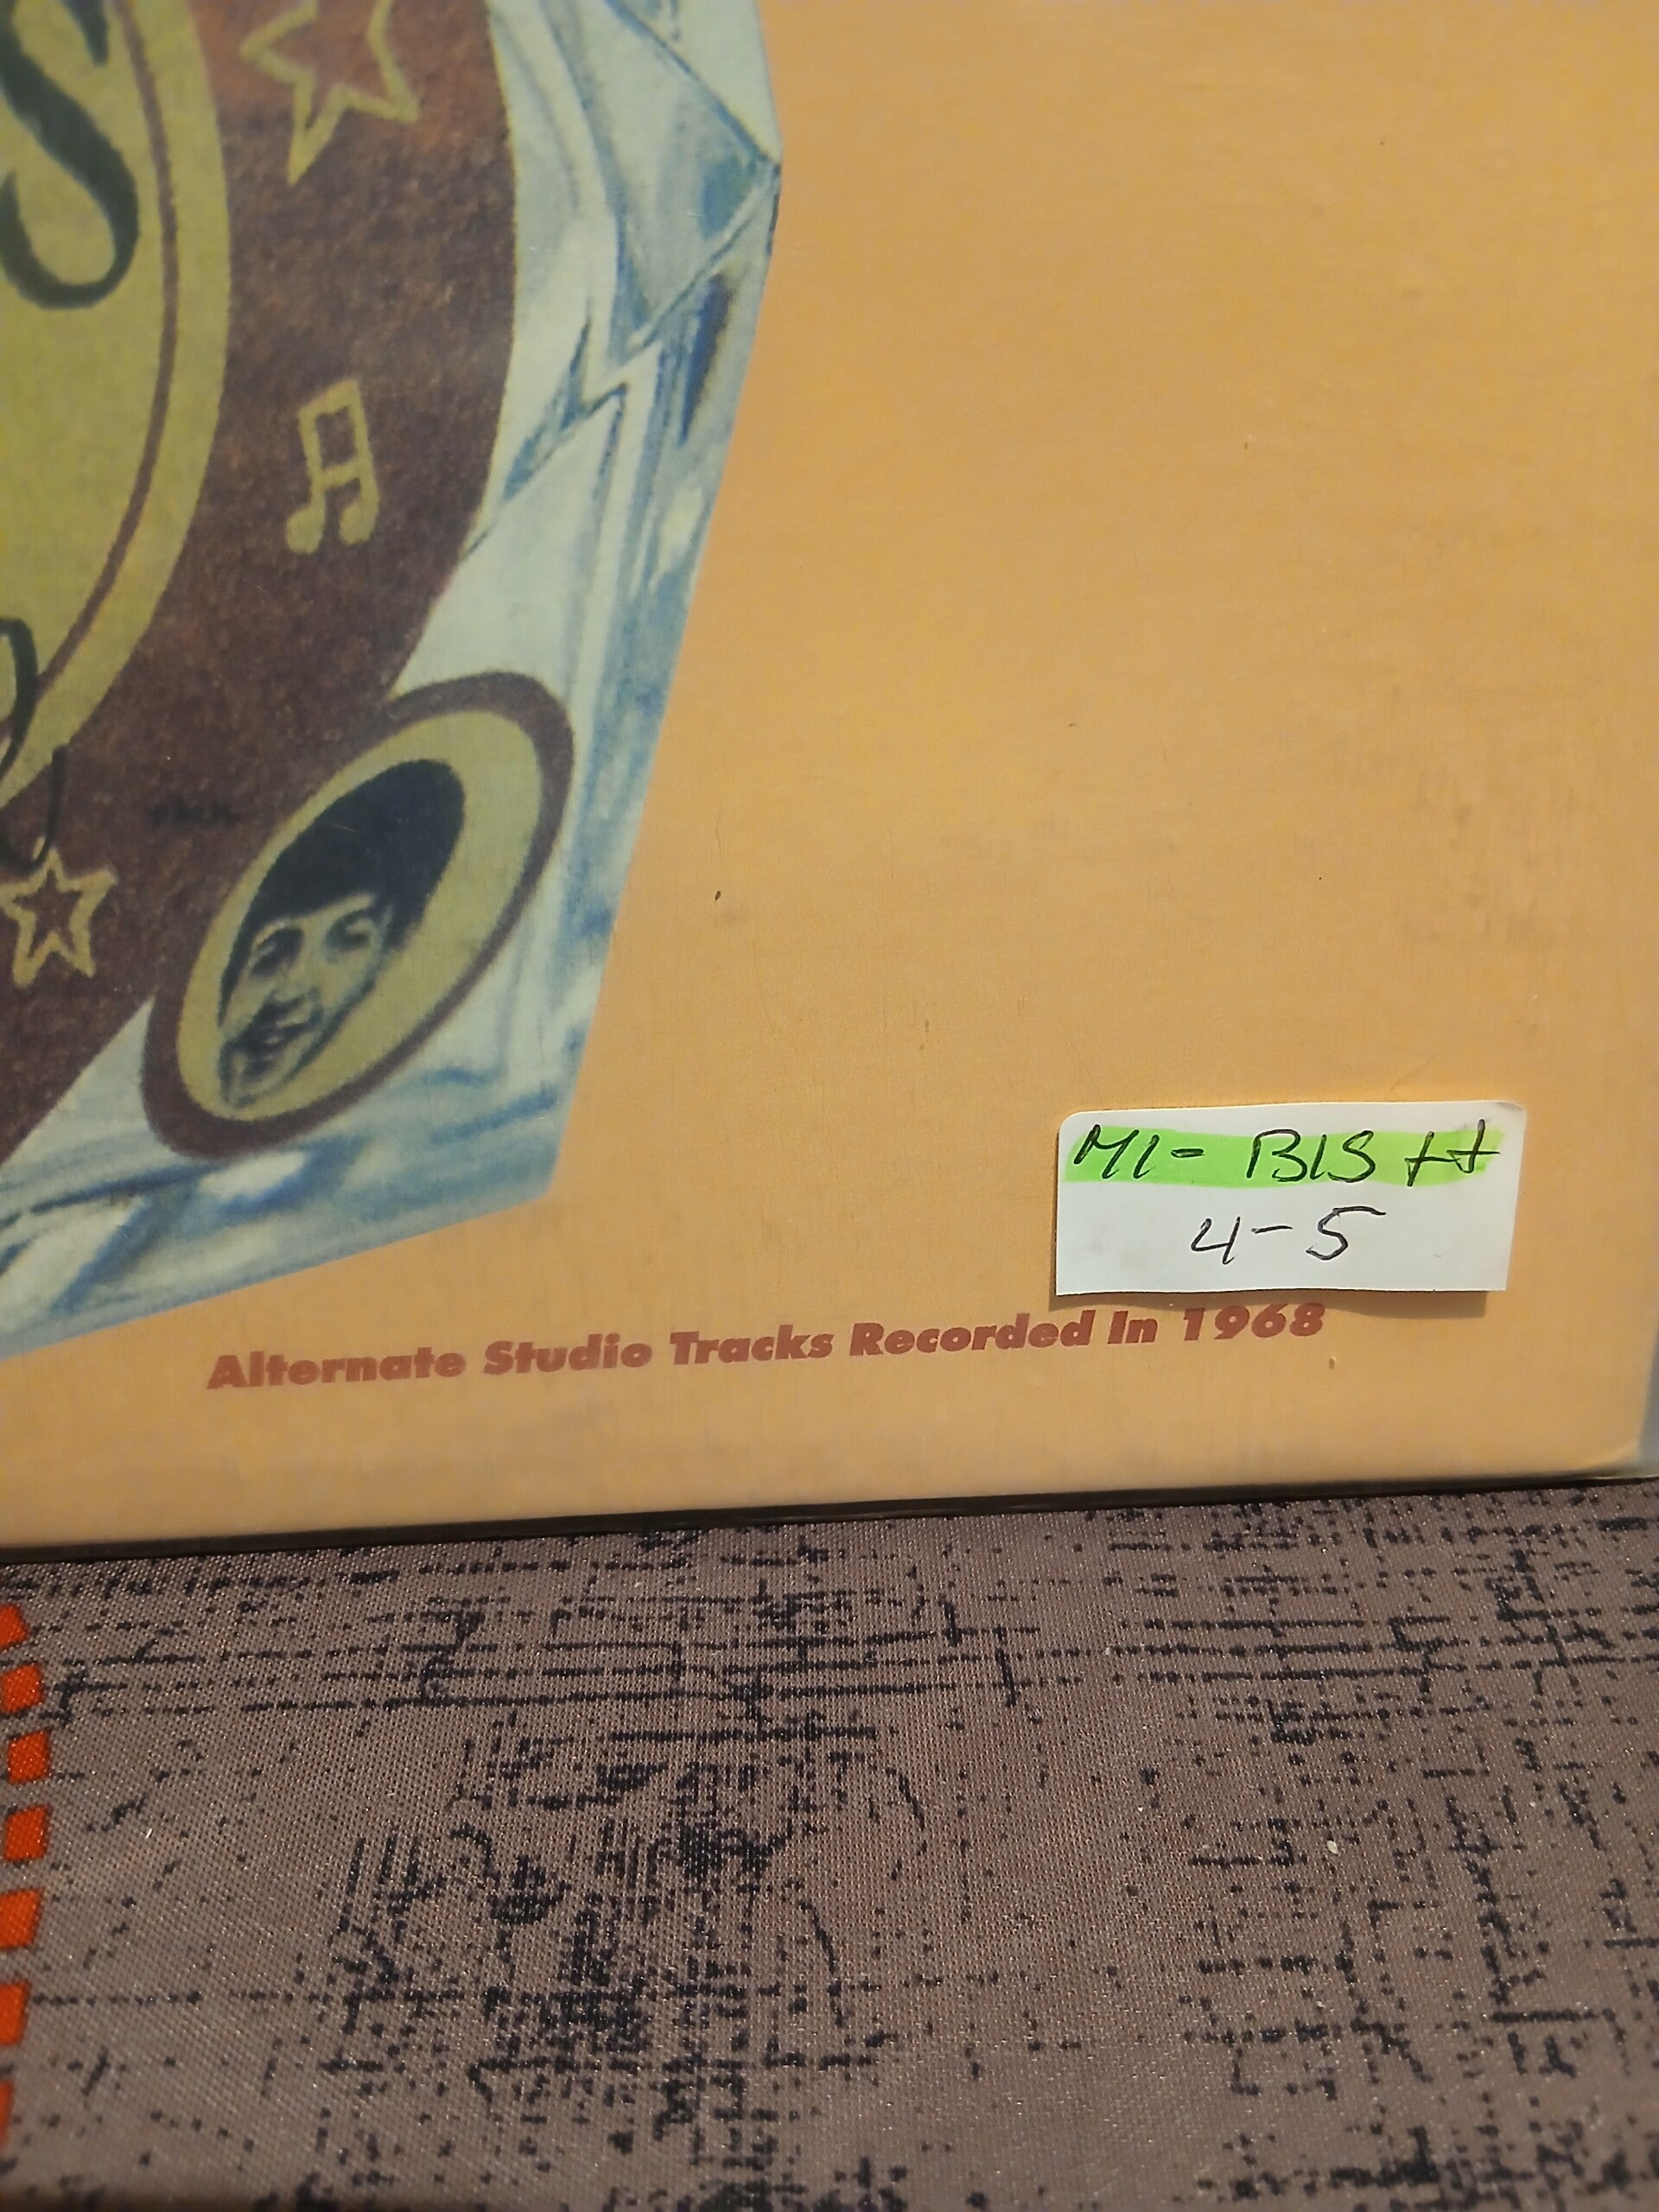 S
MI- BIS ++
4-5
Alternate Studio Tracks Recorded In 1968